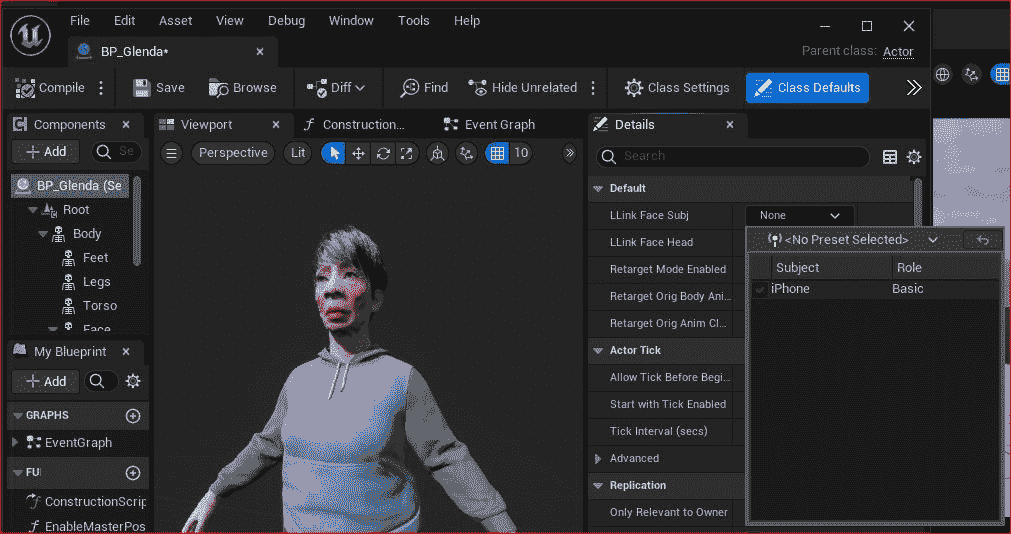 File Edit Asset View Debug Window Tools Help
BP_Glenda*
Parent class: Actor
Compile Save Browse Diff Find Hide Unrelated Class Settings Class Defaults
Components Viewport Construction... Event Graph Details
+ Add Se Perspective Lit 10 Search
BP_Glenda (Se
Root
Body
Feet
Legs
Torso
Face
My Blueprint
+ Add
GRAPHS
EventGraph
FU
ConstructionScrip
EnableMasterPos
Default
LLink Face Subj None
LLink Face Head
Retarget Mode Enabled
Retarget Orig Body Ani...
Retarget Orig Anim Cl...
Actor Tick
Allow Tick Before Begi...
Start with Tick Enabled
Tick Interval (secs)
Advanced
Replication
Only Relevant to Owner
<No Preset Selected>
Subject Role
iPhone Basic